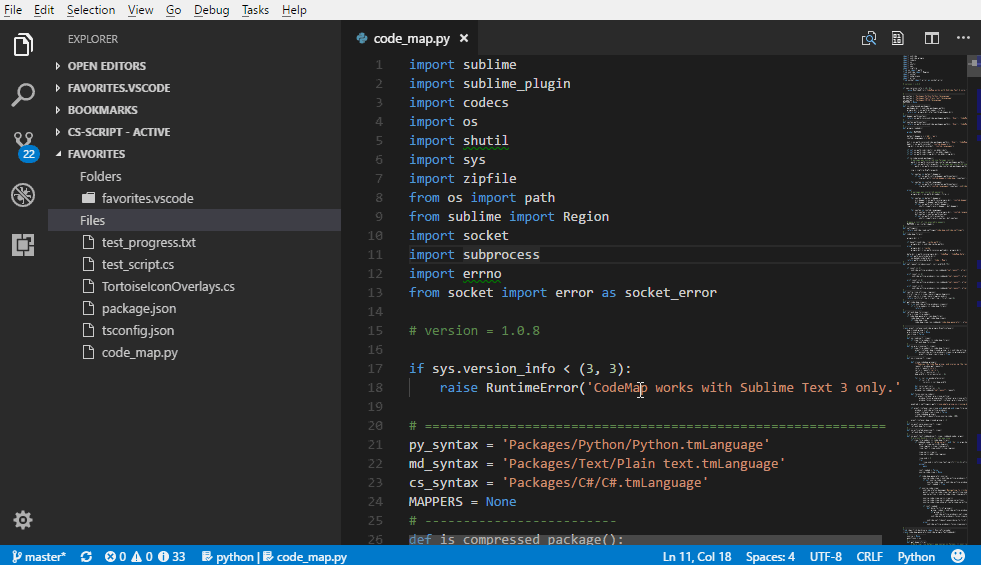 File Edit Selection View Go Debug Tasks Help
EXPLORER
OPEN EDITORS
FAVORITES.VSCODE
BOOKMARKS
CS-SCRIPT - ACTIVE
FAVORITES
Folders
favorites.vscode
Files
test_progress.txt
test_script.cs
TortoiseIconOverlays.cs
package.json
tsconfig.json
code_map.py
22
code_map.py ×
1 import sublime
2 import sublime_plugin
3 import codecs
4 import os
5 import shutil
6 import sys
7 import zipfile
8 from os import path
9 from sublime import Region
10 import socket
11 import subprocess
12 import errno
13 from socket import error as socket_error
14
15 # version = 1.0.8
16
17 if sys.version_info < (3, 3):
18 raise RuntimeError('CodeMap works with Sublime Text 3 only.'
19
20 # ============================================================
21 py_syntax = 'Packages/Python/Python.tmLanguage'
22 md_syntax = 'Packages/Text/Plain text.tmLanguage'
23 cs_syntax = 'Packages/C#/C#.tmLanguage'
24 MAPPERS = None
25 # -------------------------
26 def is_compressed_package():
master* 0 0 33 python | code_map.py Ln 11, Col 18 Spaces: 4 UTF-8 CRLF Python